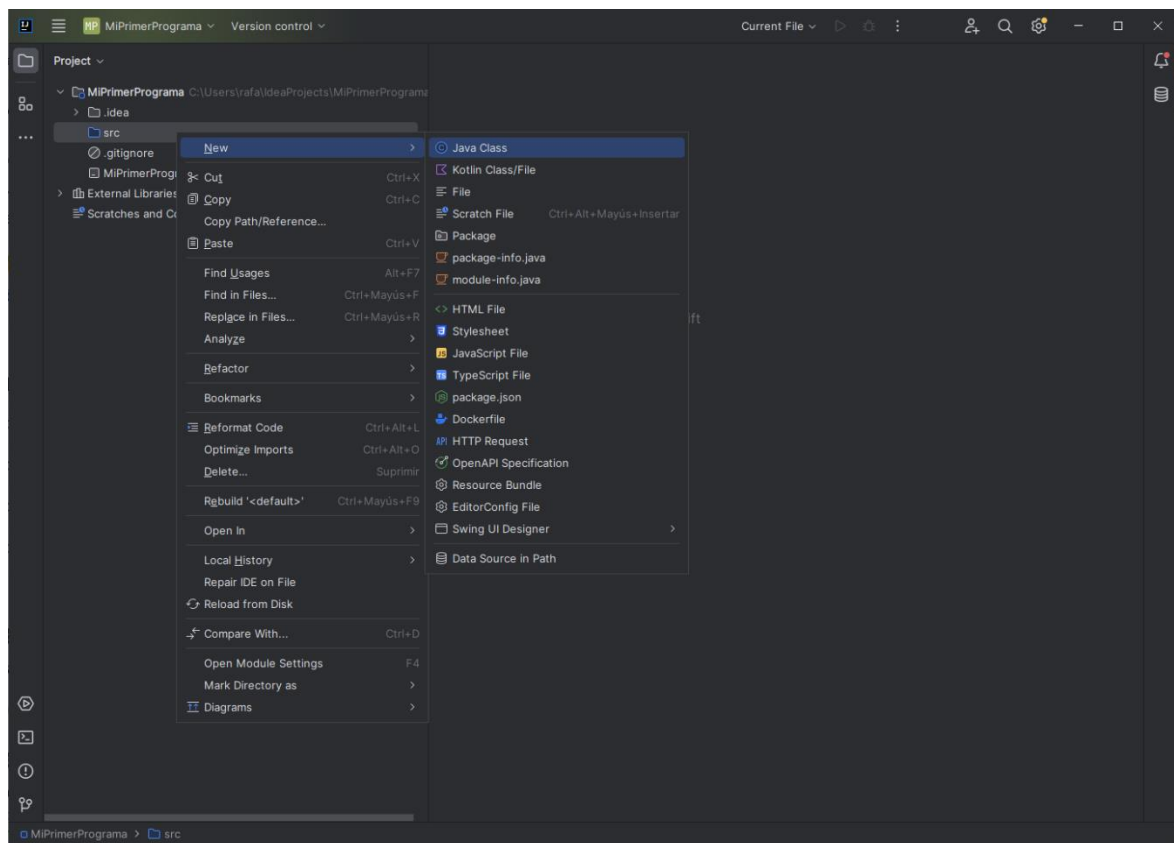 MP MiPrimerPrograma Version control Current File
Project
MiPrimerPrograma C:\Users\rafa\IdeaProjects\MiPrimerPrograma
.idea
src
.gitignore
MiPrimerProgr
External Libraries
Scratches and Co
New
Cut Ctrl+X
Copy Ctrl+C
Copy Path/Reference...
Paste Ctrl+V
Find Usages Alt+F7
Find in Files... Ctrl+Mayús+F
Replace in Files... Ctrl+Mayús+R
Analyze
Refactor
Bookmarks
Reformat Code Ctrl+Alt+L
Optimize Imports Ctrl+Alt+O
Delete... Suprimir
Rebuild '<default>' Ctrl+Mayús+F9
Open In
Local History
Repair IDE on File
Reload from Disk
Compare With... Ctrl+D
Open Module Settings F4
Mark Directory as
Diagrams
Java Class
Kotlin Class/File
File
Scratch File Ctrl+Alt+Mayús+Insertar
Package
package-info.java
module-info.java
HTML File
Stylesheet
JS JavaScript File
TS TypeScript File
package.json
Dockerfile
API HTTP Request
OpenAPI Specification
Resource Bundle
EditorConfig File
Swing UI Designer
Data Source in Path
ift
MiPrimerPrograma > src